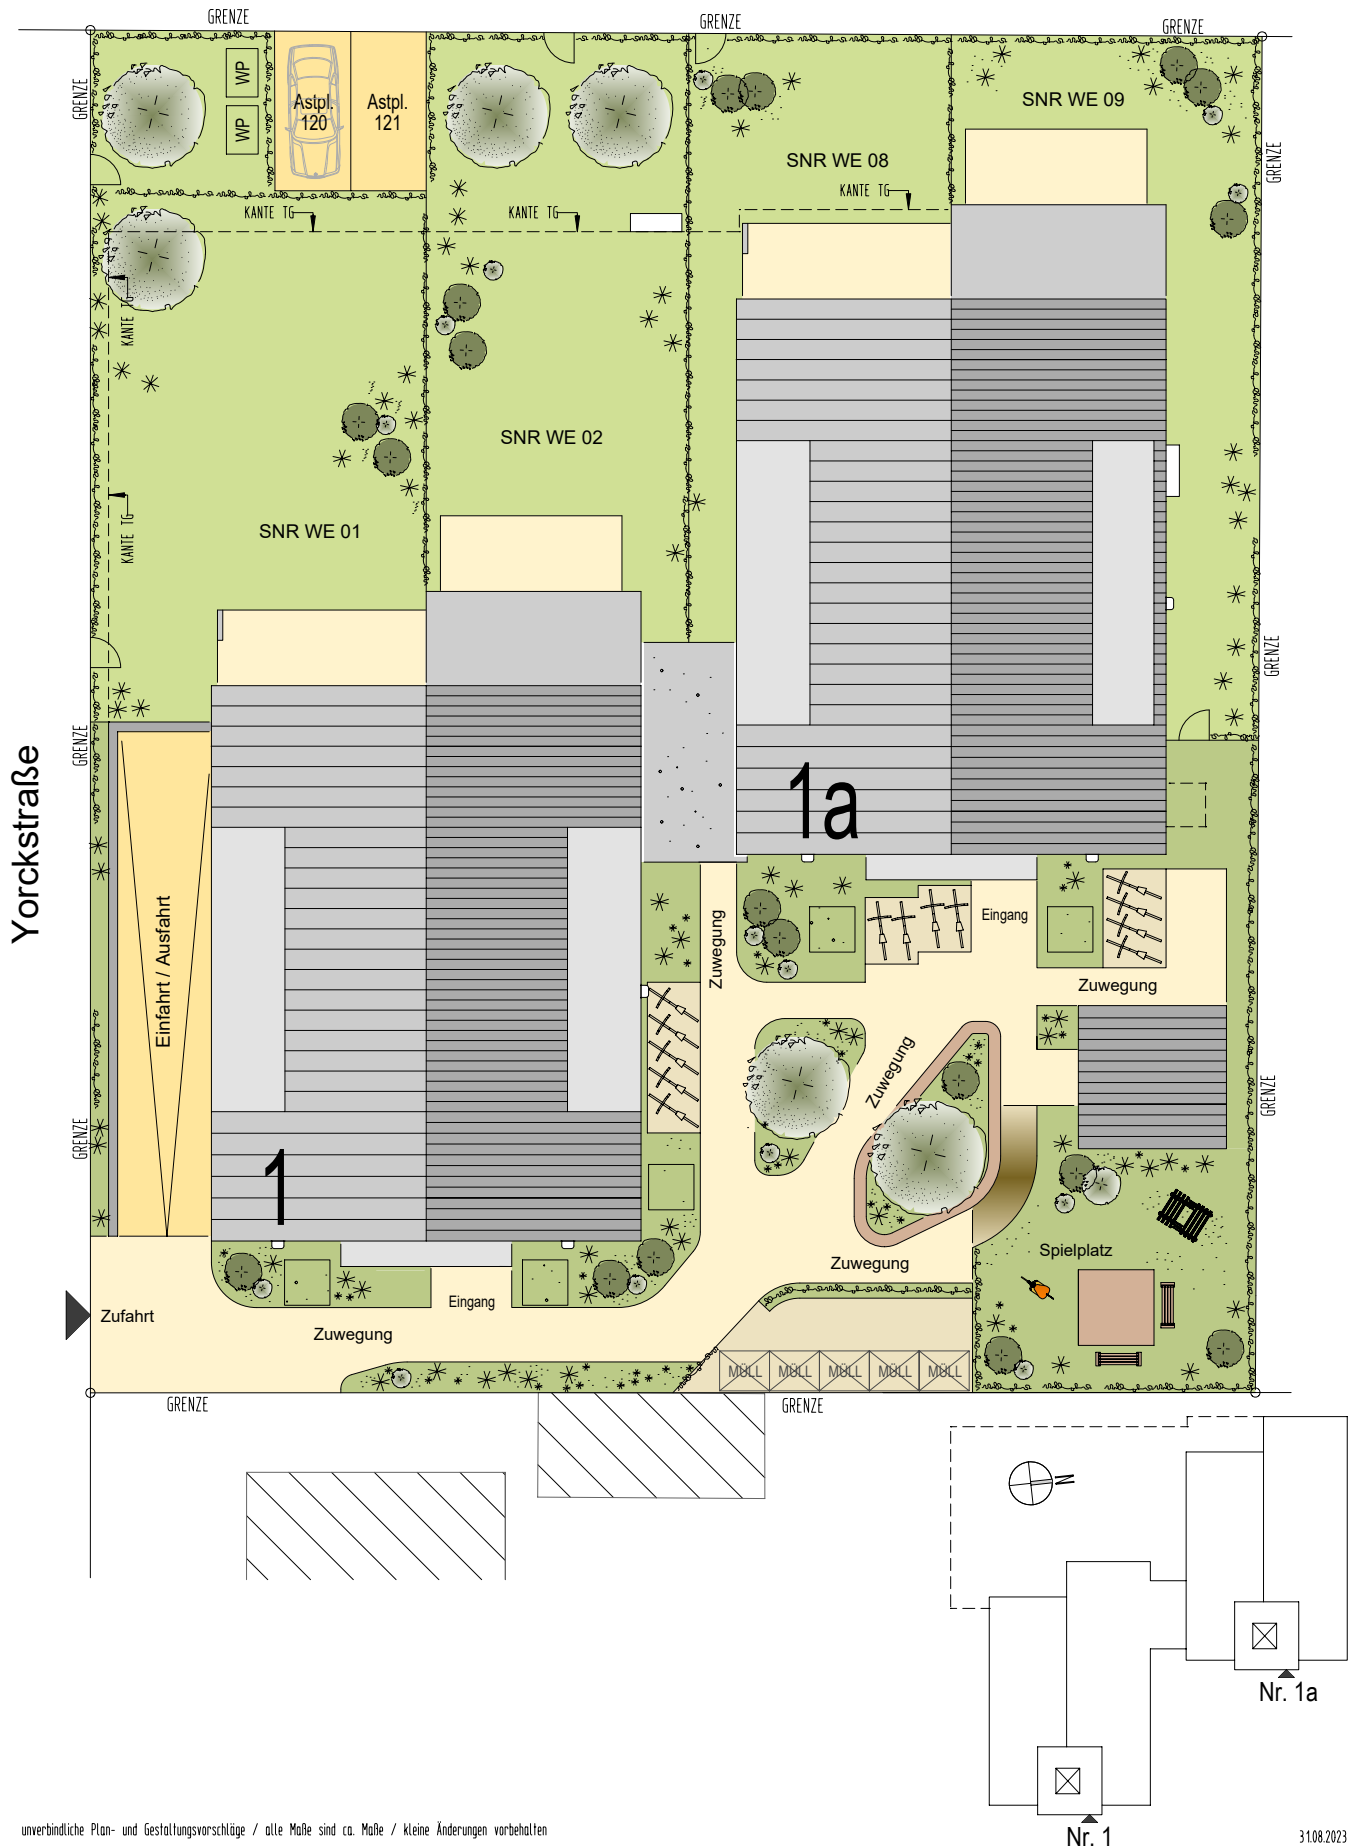 GRENZE
GRENZE
GRENZE
GRENZE
WP
WP
Astpl.
120
Astpl.
121
SNR WE 09
SNR WE 08
GRENZE
KANTE TG
KANTE TG
KANTE TG
KANTE TG
SNR WE 02
KANTE TG
SNR WE 01
GRENZE
GRENZE
Yorckstraße
1a
Einfahrt / Ausfahrt
Zuwegung
Eingang
Zuwegung
Zuwegung
GRENZE
GRENZE
1
Spielplatz
Zuwegung
Eingang
Zufahrt
Zuwegung
MÜLL
MÜLL
MÜLL
MÜLL
MÜLL
GRENZE
GRENZE
N
Nr. 1a
Nr. 1
unverbindliche Plan- und Gestaltungsvorschläge / alle Maße sind ca. Maße / kleine Änderungen vorbehalten
31.08.2023